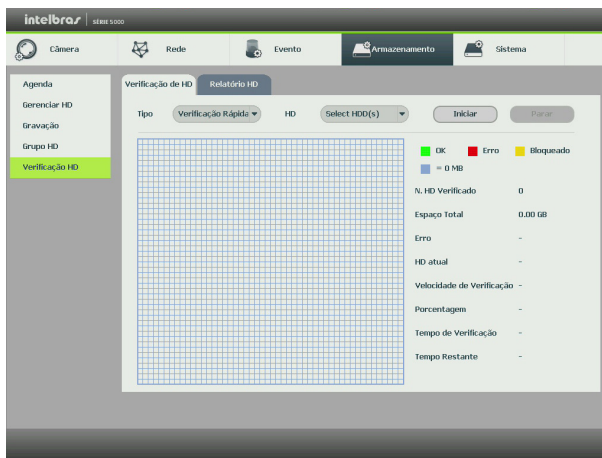 intelbras SÉRIE 5000
Câmera Rede Evento Armazenamento Sistema
Agenda
Gerenciar HD
Gravação
Grupo HD
Verificação HD
Verificação de HD Relatório HD
Tipo Verificação Rápida HD Select HDD(s) Iniciar Parar
OK Erro Bloqueado
= 0 MB
N. HD Verificado 0
Espaço Total 0.00 GB
Erro -
HD atual -
Velocidade de Verificação -
Porcentagem -
Tempo de Verificação -
Tempo Restante -